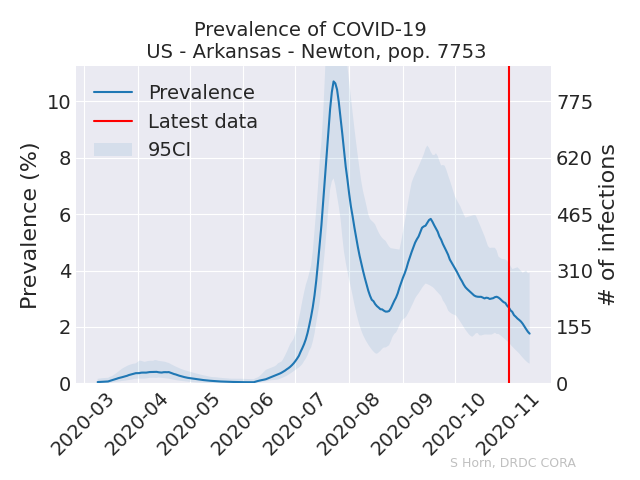 Prevalence of COVID-19
US - Arkansas - Newton, pop. 7753
Prevalence
Latest data
95CI
Prevalence (%)
10
8
6
4
2
0
775
620
465
310
155
0
# of infections
2020-03
2020-04
2020-05
2020-06
2020-07
2020-08
2020-09
2020-10
2020-11
S Horn, DRDC CORA